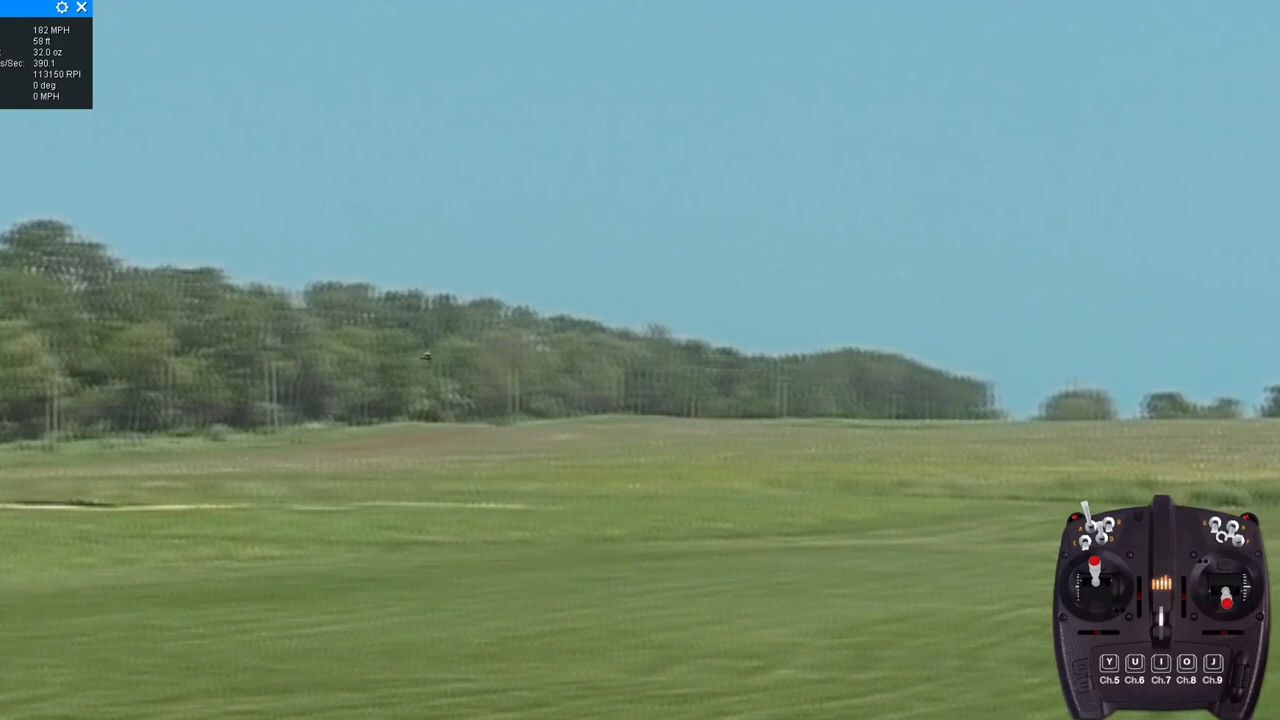 182 MPH
58 ft
32.0 oz
s/Sec: 390.1
113150 RPI
0 deg
0 MPH
Y U I O J
Ch.5 Ch.6 Ch.7 Ch.8 Ch.9